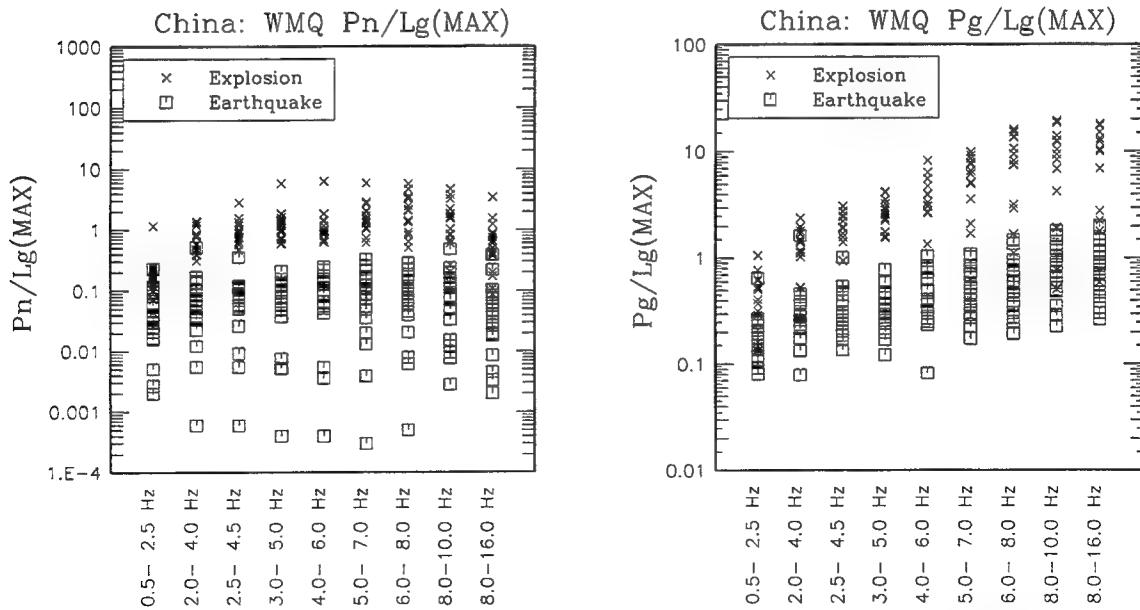 China: WMQ Pn/Lg(MAX)
Pn/Lg(MAX)
1000
100
10
1
0.1
0.01
0.001
1.E-4
Explosion
Earthquake
0.5- 2.5 Hz
2.0- 4.0 Hz
2.5- 4.5 Hz
3.0- 5.0 Hz
4.0- 6.0 Hz
5.0- 7.0 Hz
6.0- 8.0 Hz
8.0-10.0 Hz
8.0-16.0 Hz
China: WMQ Pg/Lg(MAX)
Pg/Lg(MAX)
100
10
1
0.1
0.01
Explosion
Earthquake
0.5- 2.5 Hz
2.0- 4.0 Hz
2.5- 4.5 Hz
3.0- 5.0 Hz
4.0- 6.0 Hz
5.0- 7.0 Hz
6.0- 8.0 Hz
8.0-10.0 Hz
8.0-16.0 Hz